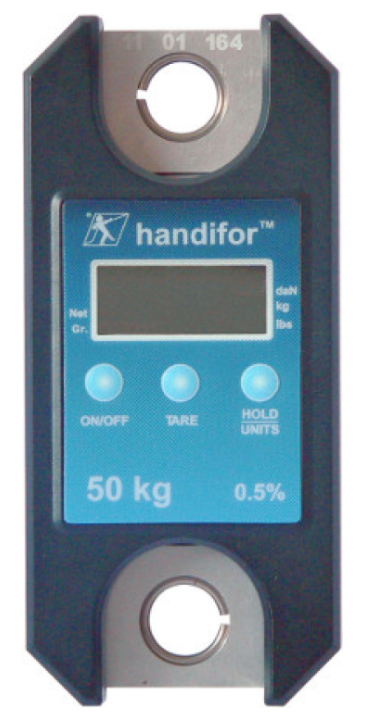 11 01 164
handifor™
daN
Net kg
Gr. lbs
ON/OFF TARE HOLD
UNITS
50 kg 0.5%